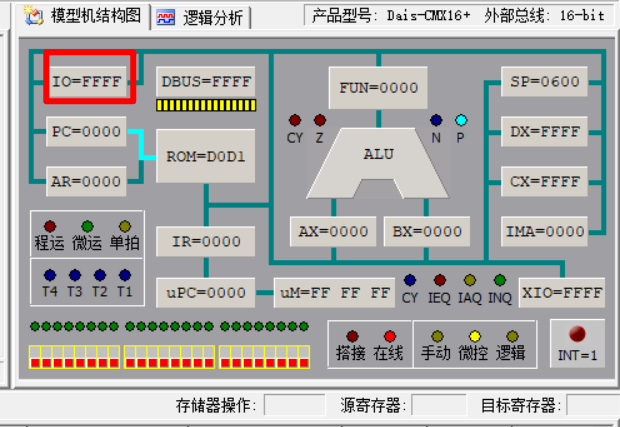 模型机结构图 逻辑分析 产品型号: Dais-CMX16+ 外部总线: 16-bit
IO=FFFF DBUS=FFFF FUN=0000 SP=0600
PC=0000 ROM=D0D1 CY Z N P DX=FFFF
ALU
AR=0000 CX=FFFF
程运 微运 单拍 IR=0000 AX=0000 BX=0000 IMA=0000
T4 T3 T2 T1 uPC=0000 uM=FF FF FF CY IEQ IAQ INQ XIO=FFFF
搭接 在线 手动 微控 逻辑 INT=1
存储器操作: 源寄存器: 目标寄存器: